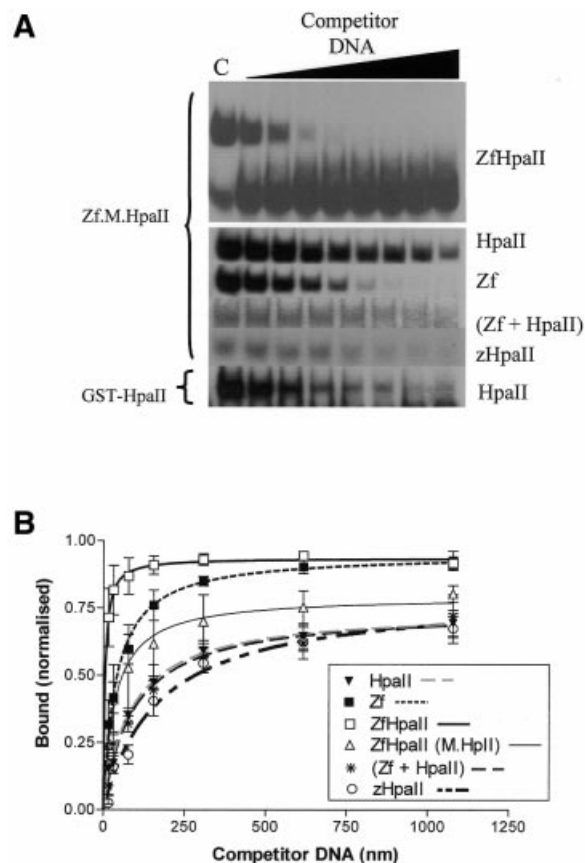 A
Competitor
DNA
C
Zf.M.HpaII
ZfHpaII
HpaII
Zf
(Zf + HpaII)
zHpaII
GST-HpaII
HpaII
B
Bound (normalised)
1.00
0.75
0.50
0.25
0.00
0
250
500
750
1000
1250
Competitor DNA (nm)
HpaII
Zf
ZfHpaII
ZfHpaII (M.HpII)
(Zf + HpaII)
zHpaII